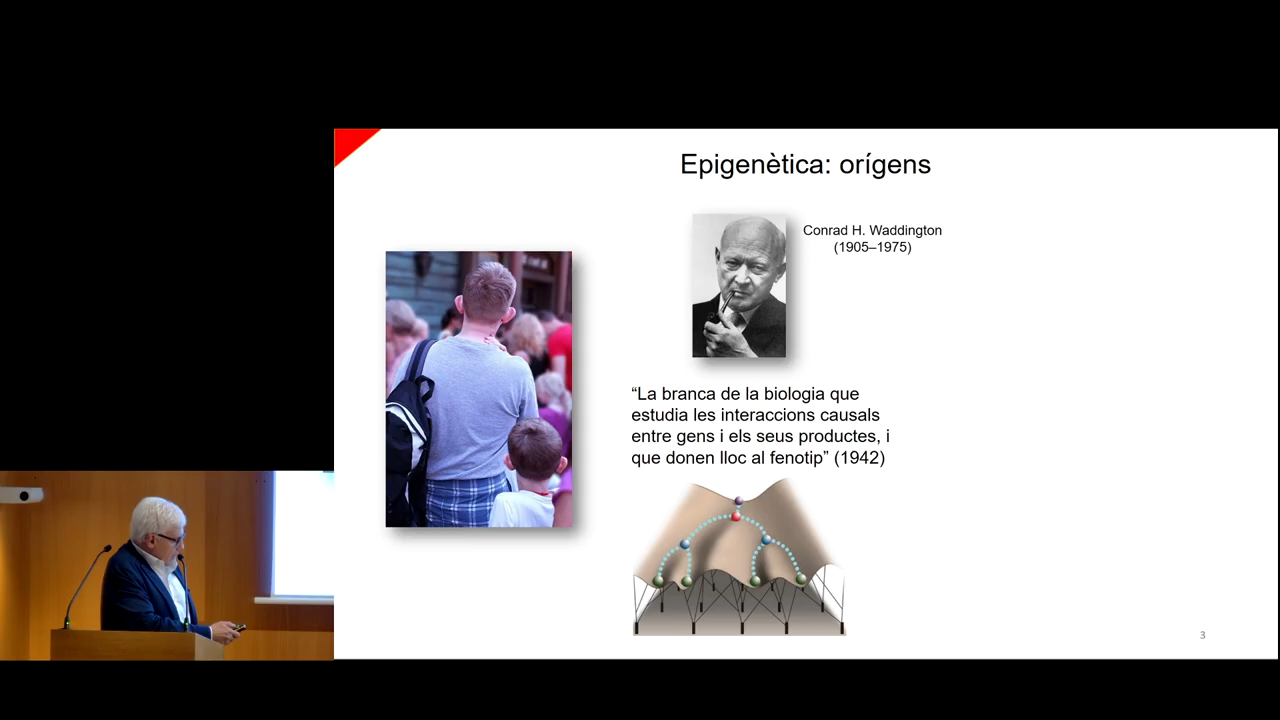 Epigenètica: orígens
Conrad H. Waddington
(1905–1975)
“La branca de la biologia que
estudia les interaccions causals
entre gens i els seus productes, i
que donen lloc al fenotip” (1942)
3